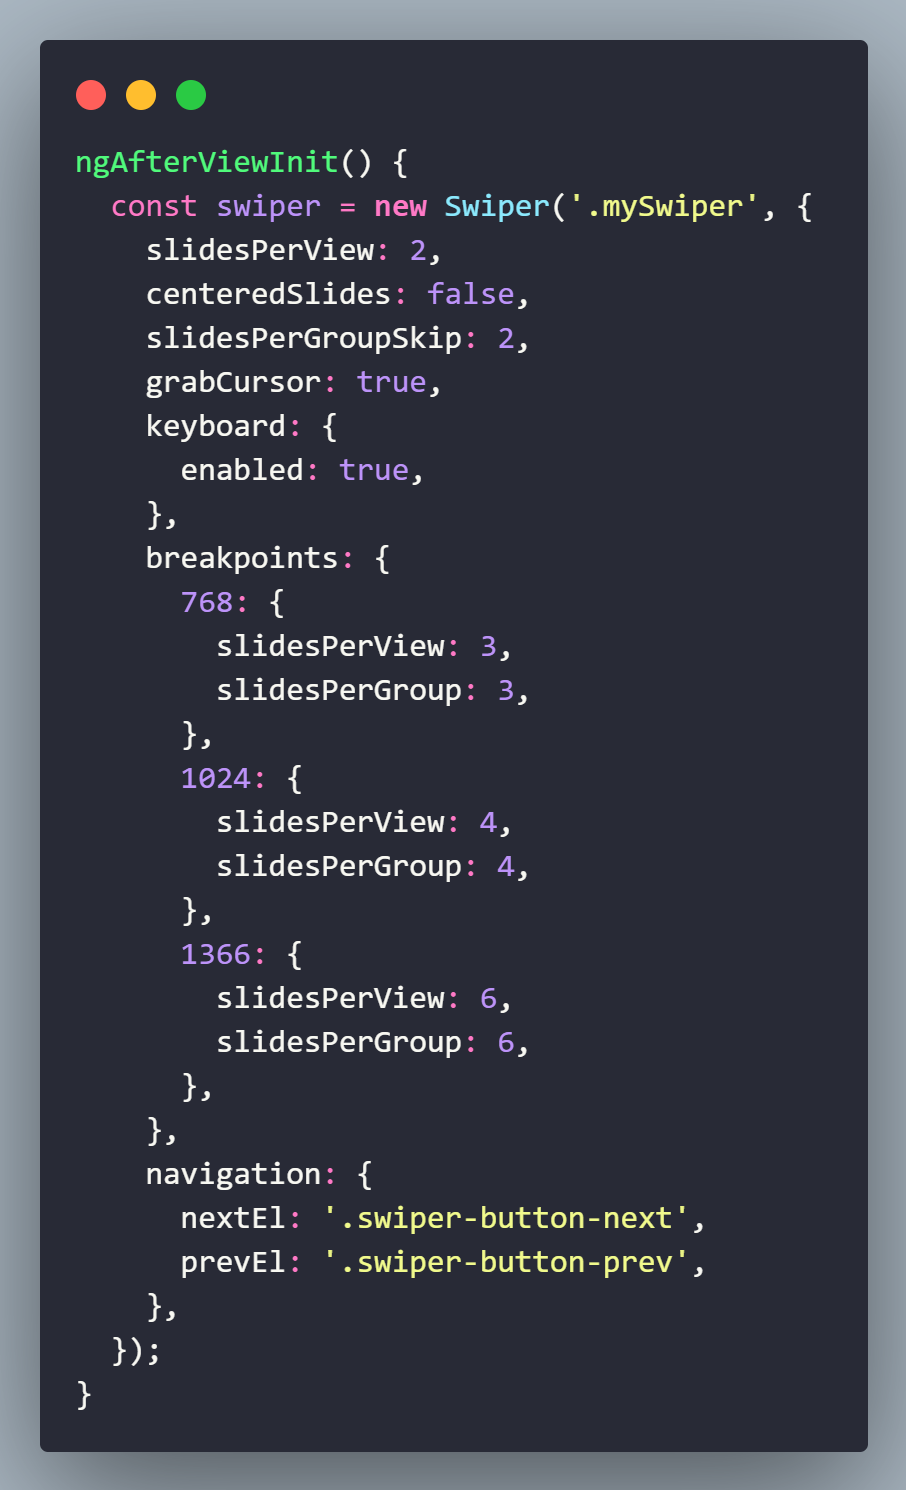 ngAfterViewInit() {
  const swiper = new Swiper('.mySwiper', {
    slidesPerView: 2,
    centeredSlides: false,
    slidesPerGroupSkip: 2,
    grabCursor: true,
    keyboard: {
      enabled: true,
    },
    breakpoints: {
      768: {
        slidesPerView: 3,
        slidesPerGroup: 3,
      },
      1024: {
        slidesPerView: 4,
        slidesPerGroup: 4,
      },
      1366: {
        slidesPerView: 6,
        slidesPerGroup: 6,
      },
    },
    navigation: {
      nextEl: '.swiper-button-next',
      prevEl: '.swiper-button-prev',
    },
  });
}